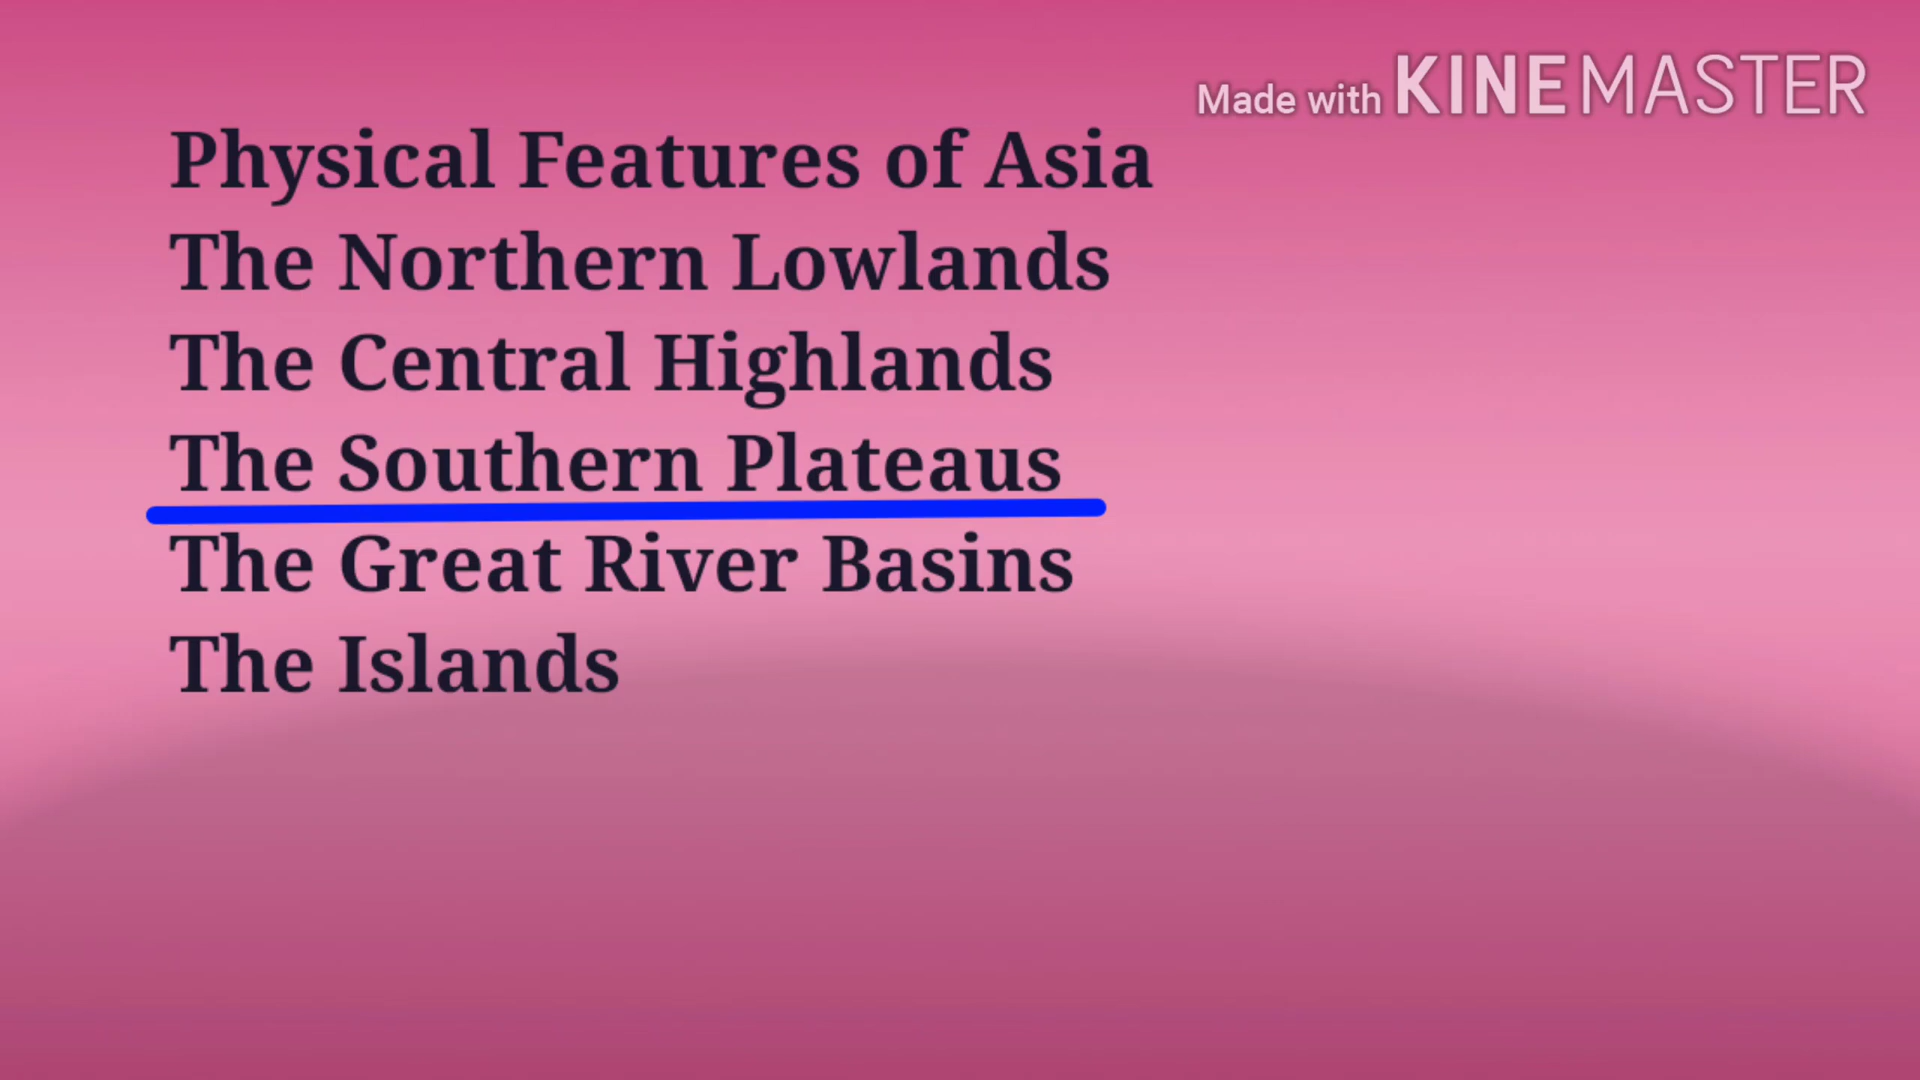 Made with KINEMASTER
Physical Features of Asia
The Northern Lowlands
The Central Highlands
The Southern Plateaus
The Great River Basins
The Islands